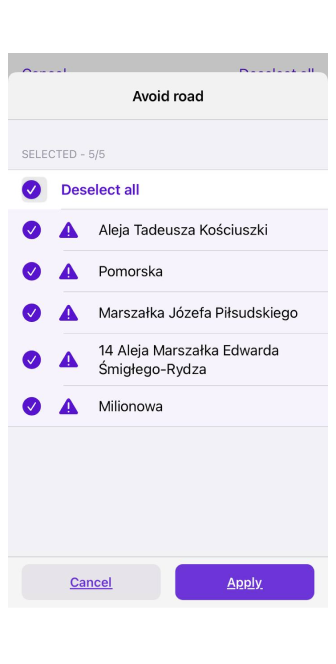 Cancel Deselect all
Avoid road
SELECTED - 5/5
Deselect all
Aleja Tadeusza Kościuszki
Pomorska
Marszałka Józefa Piłsudskiego
14 Aleja Marszałka Edwarda
Śmigłego-Rydza
Milionowa
Cancel Apply